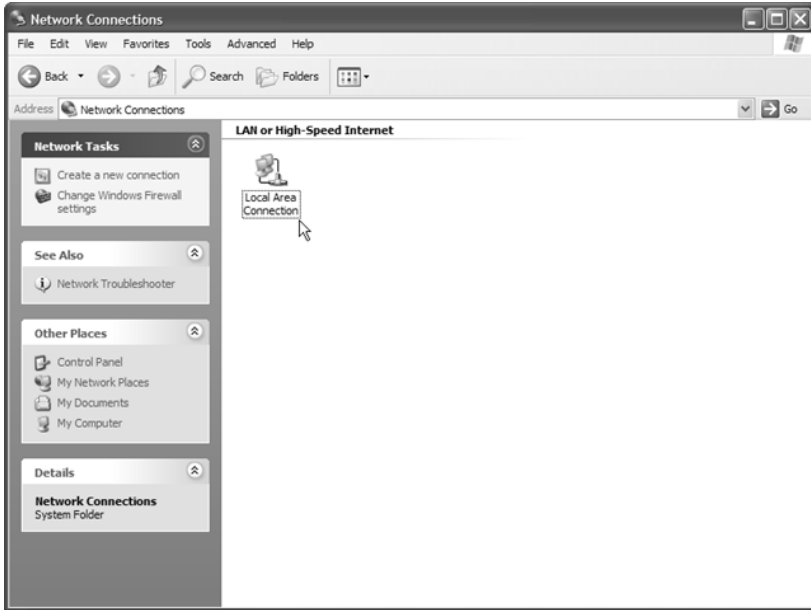 Network Connections
File Edit View Favorites Tools Advanced Help
Back Search Folders
Address Network Connections Go
LAN or High-Speed Internet
Network Tasks
Create a new connection
Change Windows Firewall
settings
Local Area
Connection
See Also
Network Troubleshooter
Other Places
Control Panel
My Network Places
My Documents
My Computer
Details
Network Connections
System Folder